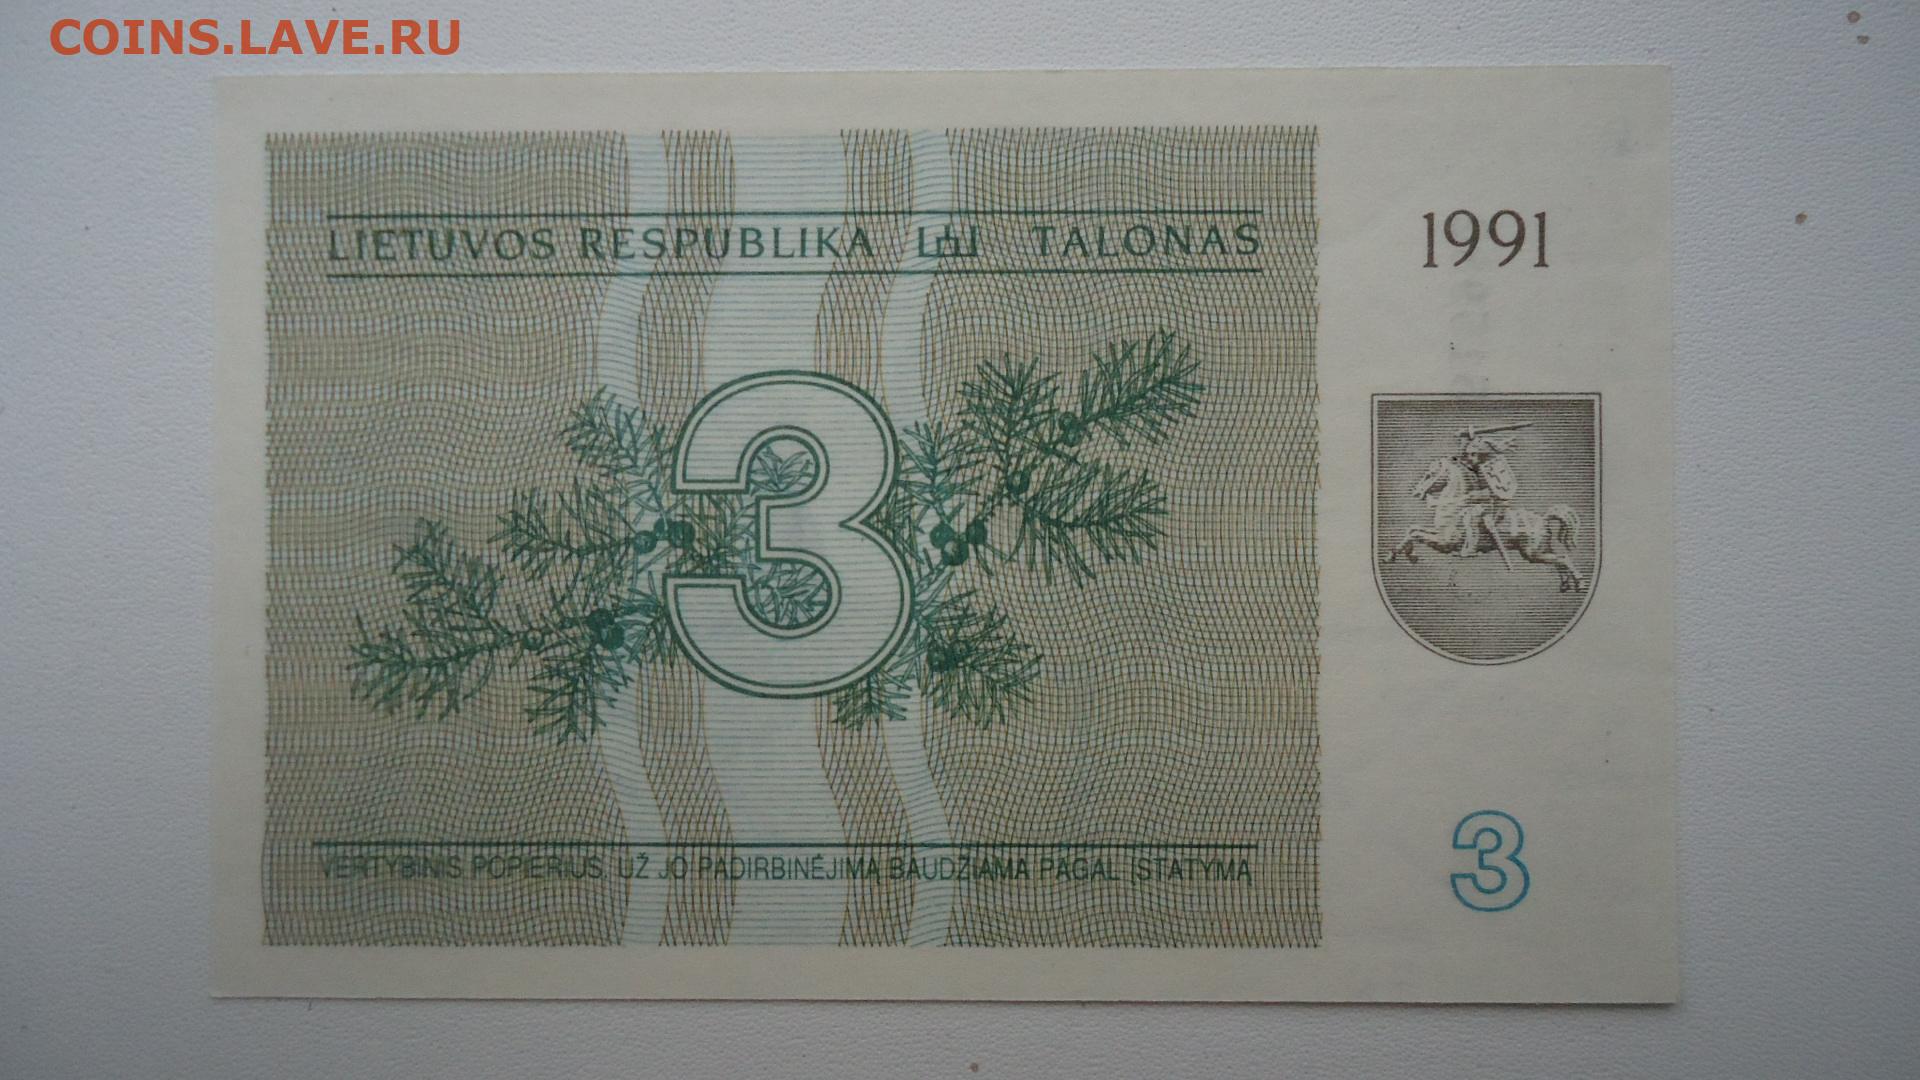 COINS.LAVE.RU
LIETUVOS RESPUBLIKA TALONAS
1991
3
VERTYBINIS POPIERIUS. UŽ JO PADIRBINĖJIMĄ BAUDŽIAMA PAGAL ĮSTATYMĄ
3